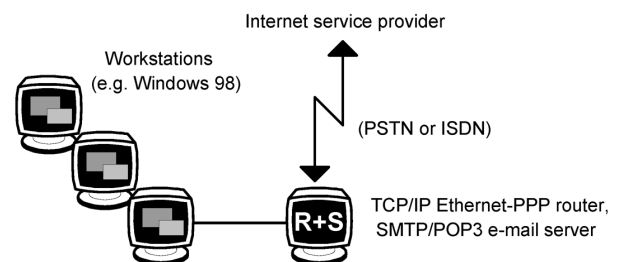 Internet service provider
Workstations
(e.g. Windows 98)
(PSTN or ISDN)
R+S
TCP/IP Ethernet-PPP router,
SMTP/POP3 e-mail server